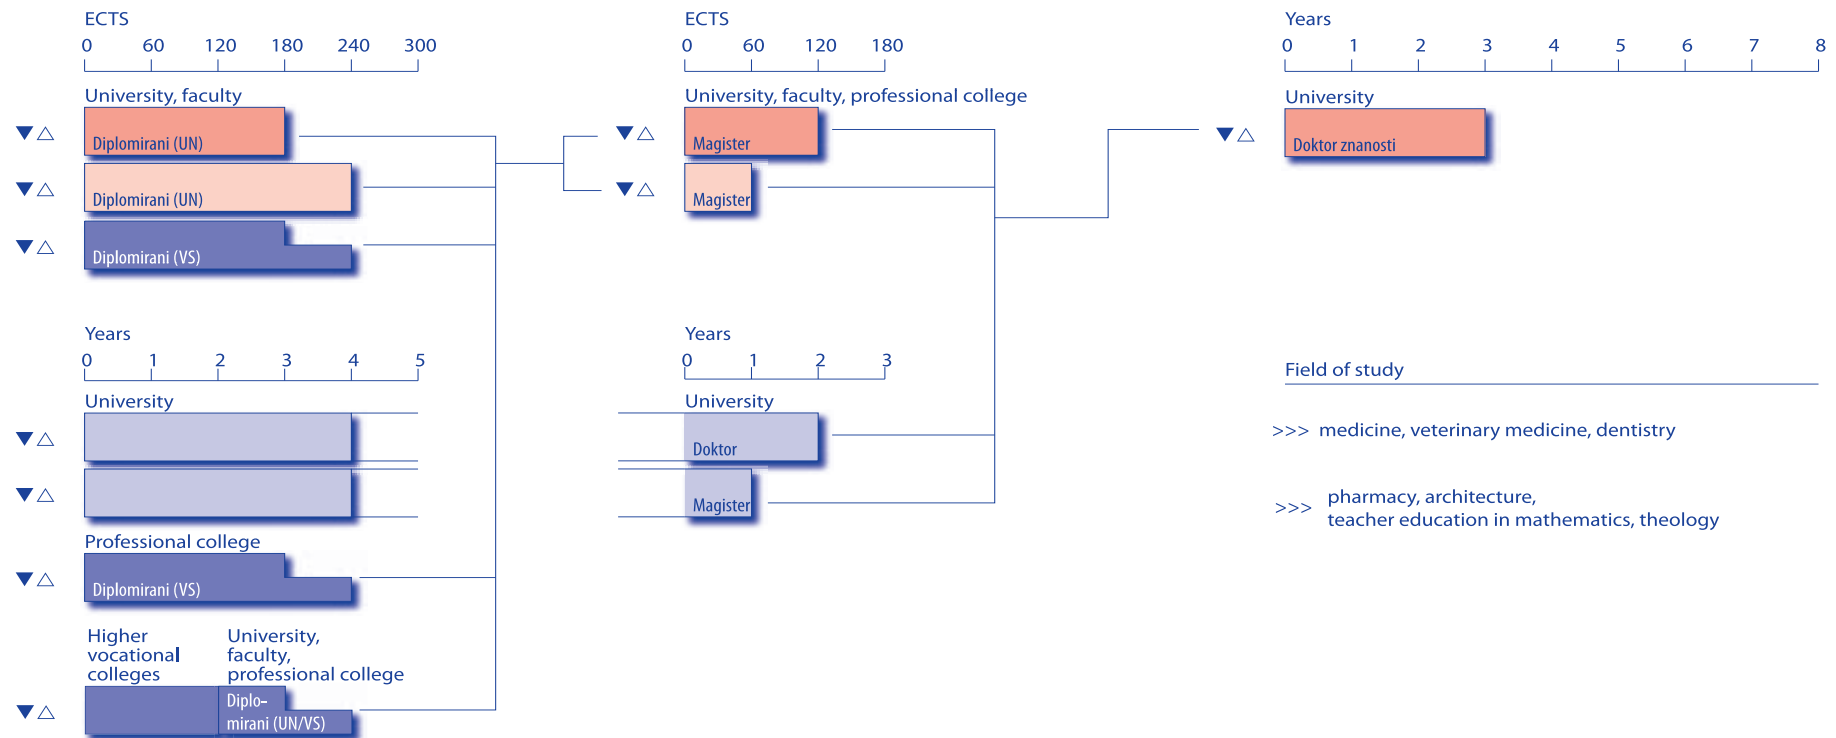 ECTS
0 60 120 180 240 300
University, faculty
Diplomirani (UN)
Diplomirani (UN)
Diplomirani (VS)
Years
0 1 2 3 4 5
University
Professional college
Diplomirani (VS)
Higher
vocational
colleges
University,
faculty,
professional college
Diplo-
mirani (UN/VS)
ECTS
0 60 120 180
University, faculty, professional college
Magister
Magister
Years
0 1 2 3
University
Doktor
Magister
Years
0 1 2 3 4 5 6 7 8
University
Doktor znanosti
Field of study
>>> medicine, veterinary medicine, dentistry
>>> pharmacy, architecture,
teacher education in mathematics, theology